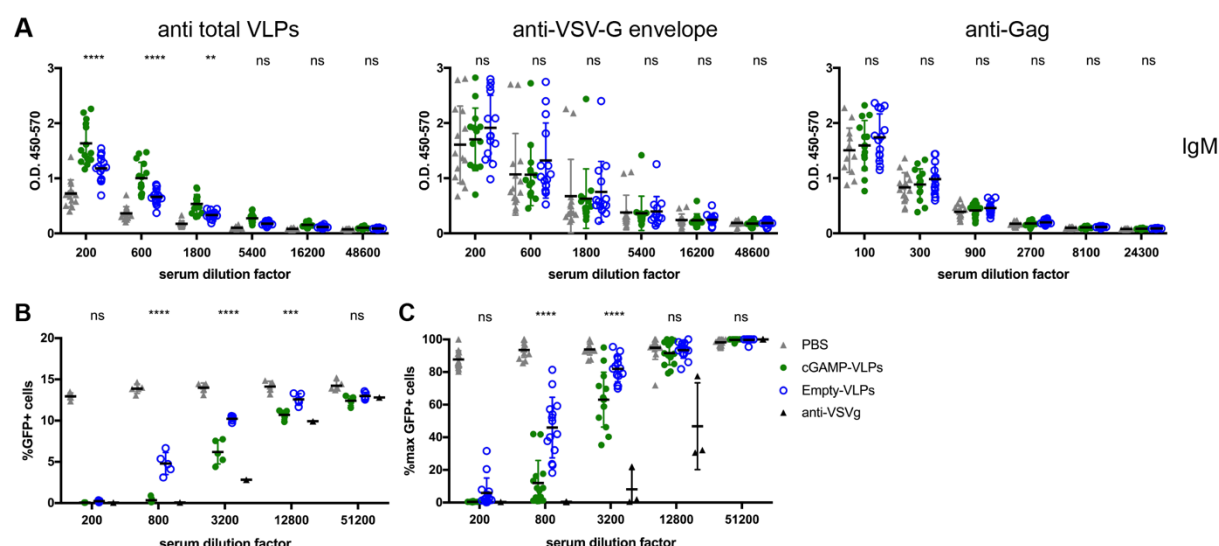 A
anti total VLPs
anti-VSV-G envelope
anti-Gag
**** **** ** ns ns ns
ns ns ns ns ns ns
ns ns ns ns ns ns
3
2
1
0
O.D. 450-570
200 600 1800 5400 16200 48600
serum dilution factor
3
2
1
0
O.D. 450-570
200 600 1800 5400 16200 48600
serum dilution factor
3
2
1
0
O.D. 450-570
100 300 900 2700 8100 24300
serum dilution factor
IgM
B
ns **** **** *** ns
20
15
10
5
0
%GFP+ cells
200 800 3200 12800 51200
serum dilution factor
C
ns **** **** ns ns
100
80
60
40
20
0
%max GFP+ cells
200 800 3200 12800 51200
serum dilution factor
PBS
cGAMP-VLPs
Empty-VLPs
anti-VSVg